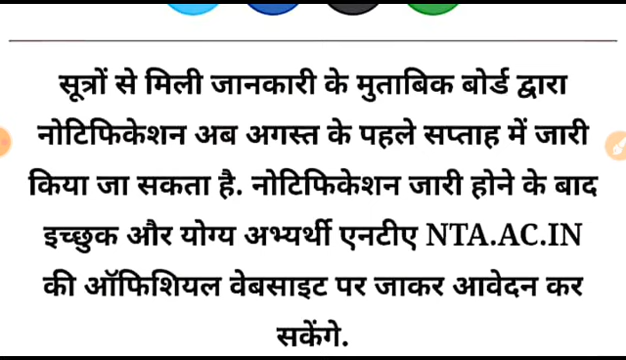 सूत्रों से मिली जानकारी के मुताबिक बोर्ड द्वारा
नोटिफिकेशन अब अगस्त के पहले सप्ताह में जारी
किया जा सकता है. नोटिफिकेशन जारी होने के बाद
इच्छुक और योग्य अभ्यर्थी एनटीए NTA.AC.IN
की ऑफिशियल वेबसाइट पर जाकर आवेदन कर
सकेंगे.